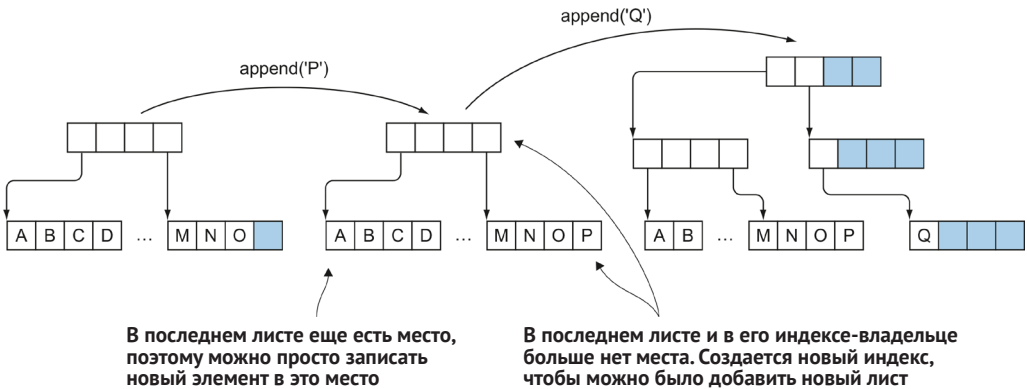 append('Q')
append('P')
A B C D ... M N O
A B C D ... M N O P
A B ... M N O P
Q
В последнем листе еще есть место,
поэтому можно просто записать
новый элемент в это место
В последнем листе и в его индексе-владельце
больше нет места. Создается новый индекс,
чтобы можно было добавить новый лист